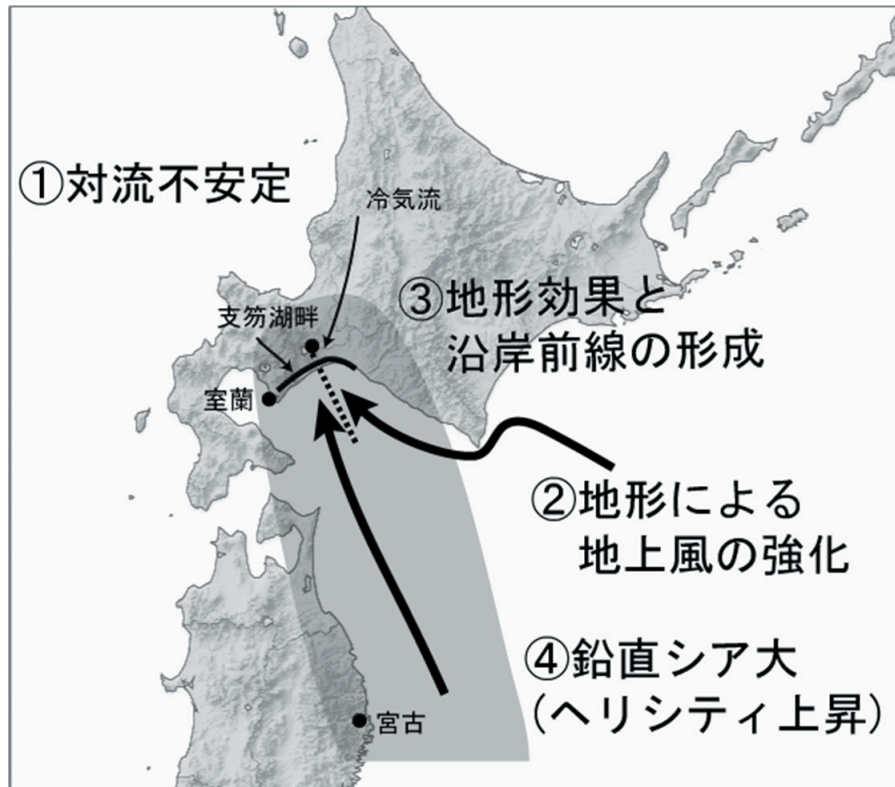 ①対流不安定
冷気流
支笏湖畔
③地形効果と
沿岸前線の形成
室蘭
②地形による
地上風の強化
④鉛直シア大
(ヘリシティ上昇)
宮古